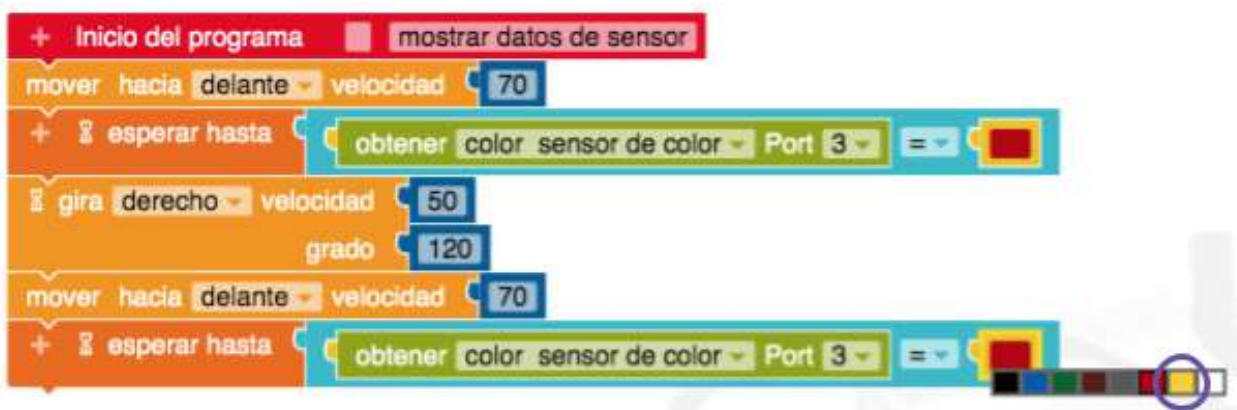 + Inicio del programa mostrar datos de sensor
mover hacia delante velocidad 70
+ esperar hasta obtener color sensor de color Port 3 =
gira derecho velocidad 50
grado 120
mover hacia delante velocidad 70
+ esperar hasta obtener color sensor de color Port 3 =